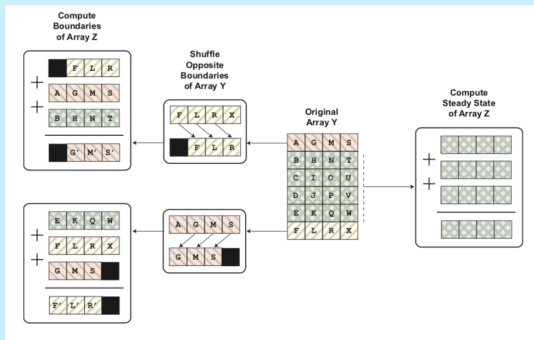 Compute
Boundaries
of Array Z
F L R
+
A G M S
+
B H N T
G' M' S'
E K Q W
+
F L R X
+
G M S
F' L' R'
Shuffle
Opposite
Boundaries
of Array Y
F L R X
F L R
A G M S
G M S
Original
Array Y
A G M S
B H N T
C I O U
D J P V
E K Q W
F L R X
Compute
Steady State
of Array Z
+
+